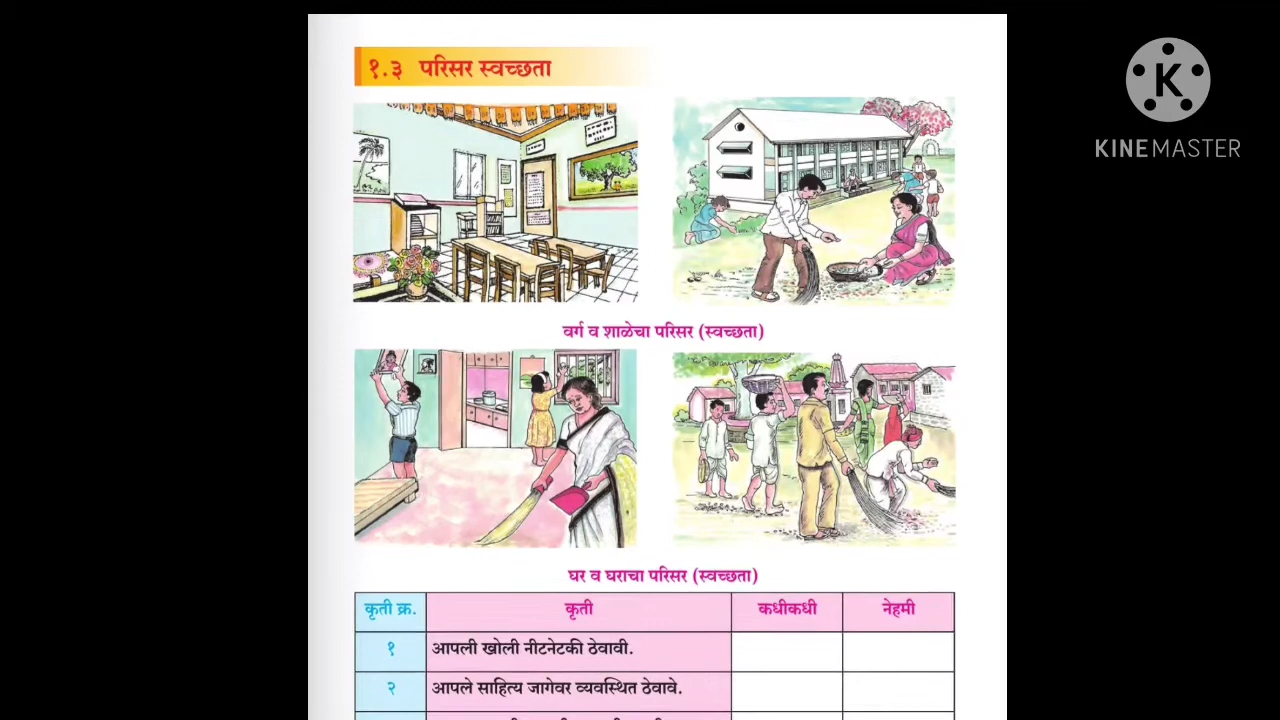 १.३ परिसर स्वच्छता
K
KINEMASTER
वर्ग व शाळेचा परिसर (स्वच्छता)
घर व घराचा परिसर (स्वच्छता)
कृती क्र. कृती कधीकधी नेहमी
१ आपली खोली नीटनेटकी ठेवावी.
२ आपले साहित्य जागेवर व्यवस्थित ठेवावे.